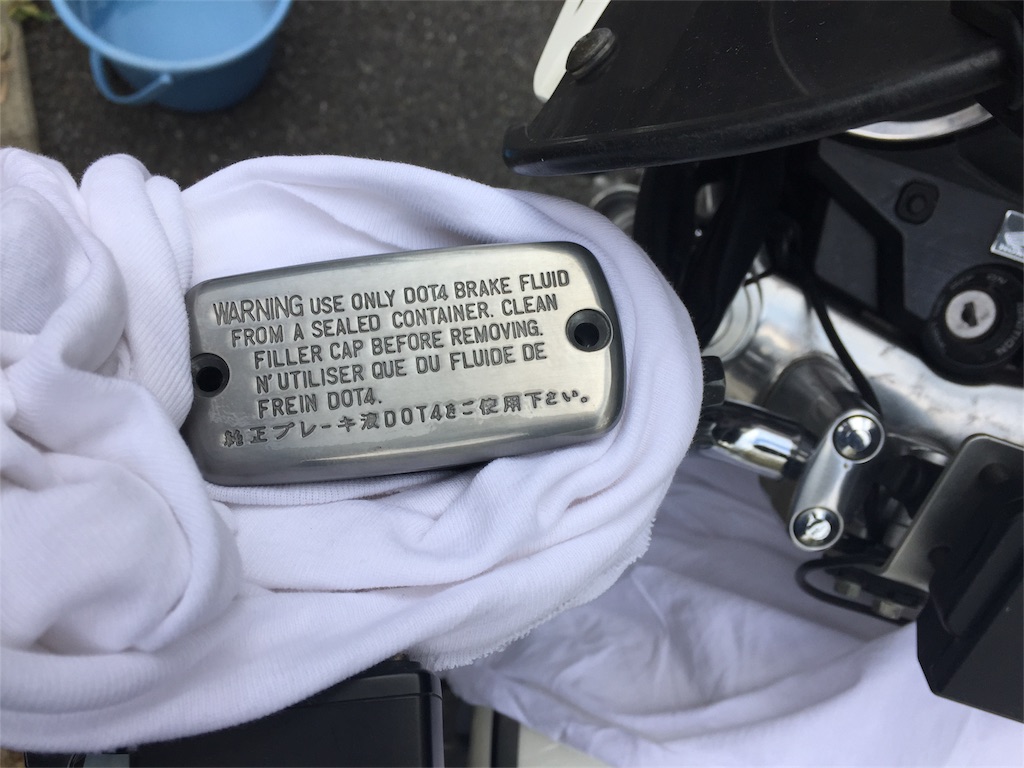 WARNING USE ONLY DOT4 BRAKE FLUID
FROM A SEALED CONTAINER. CLEAN
FILLER CAP BEFORE REMOVING.
N'UTILISER QUE DU FLUIDE DE
FREIN DOT4.
純正ブレーキ液DOT4をご使用下さい。
ON